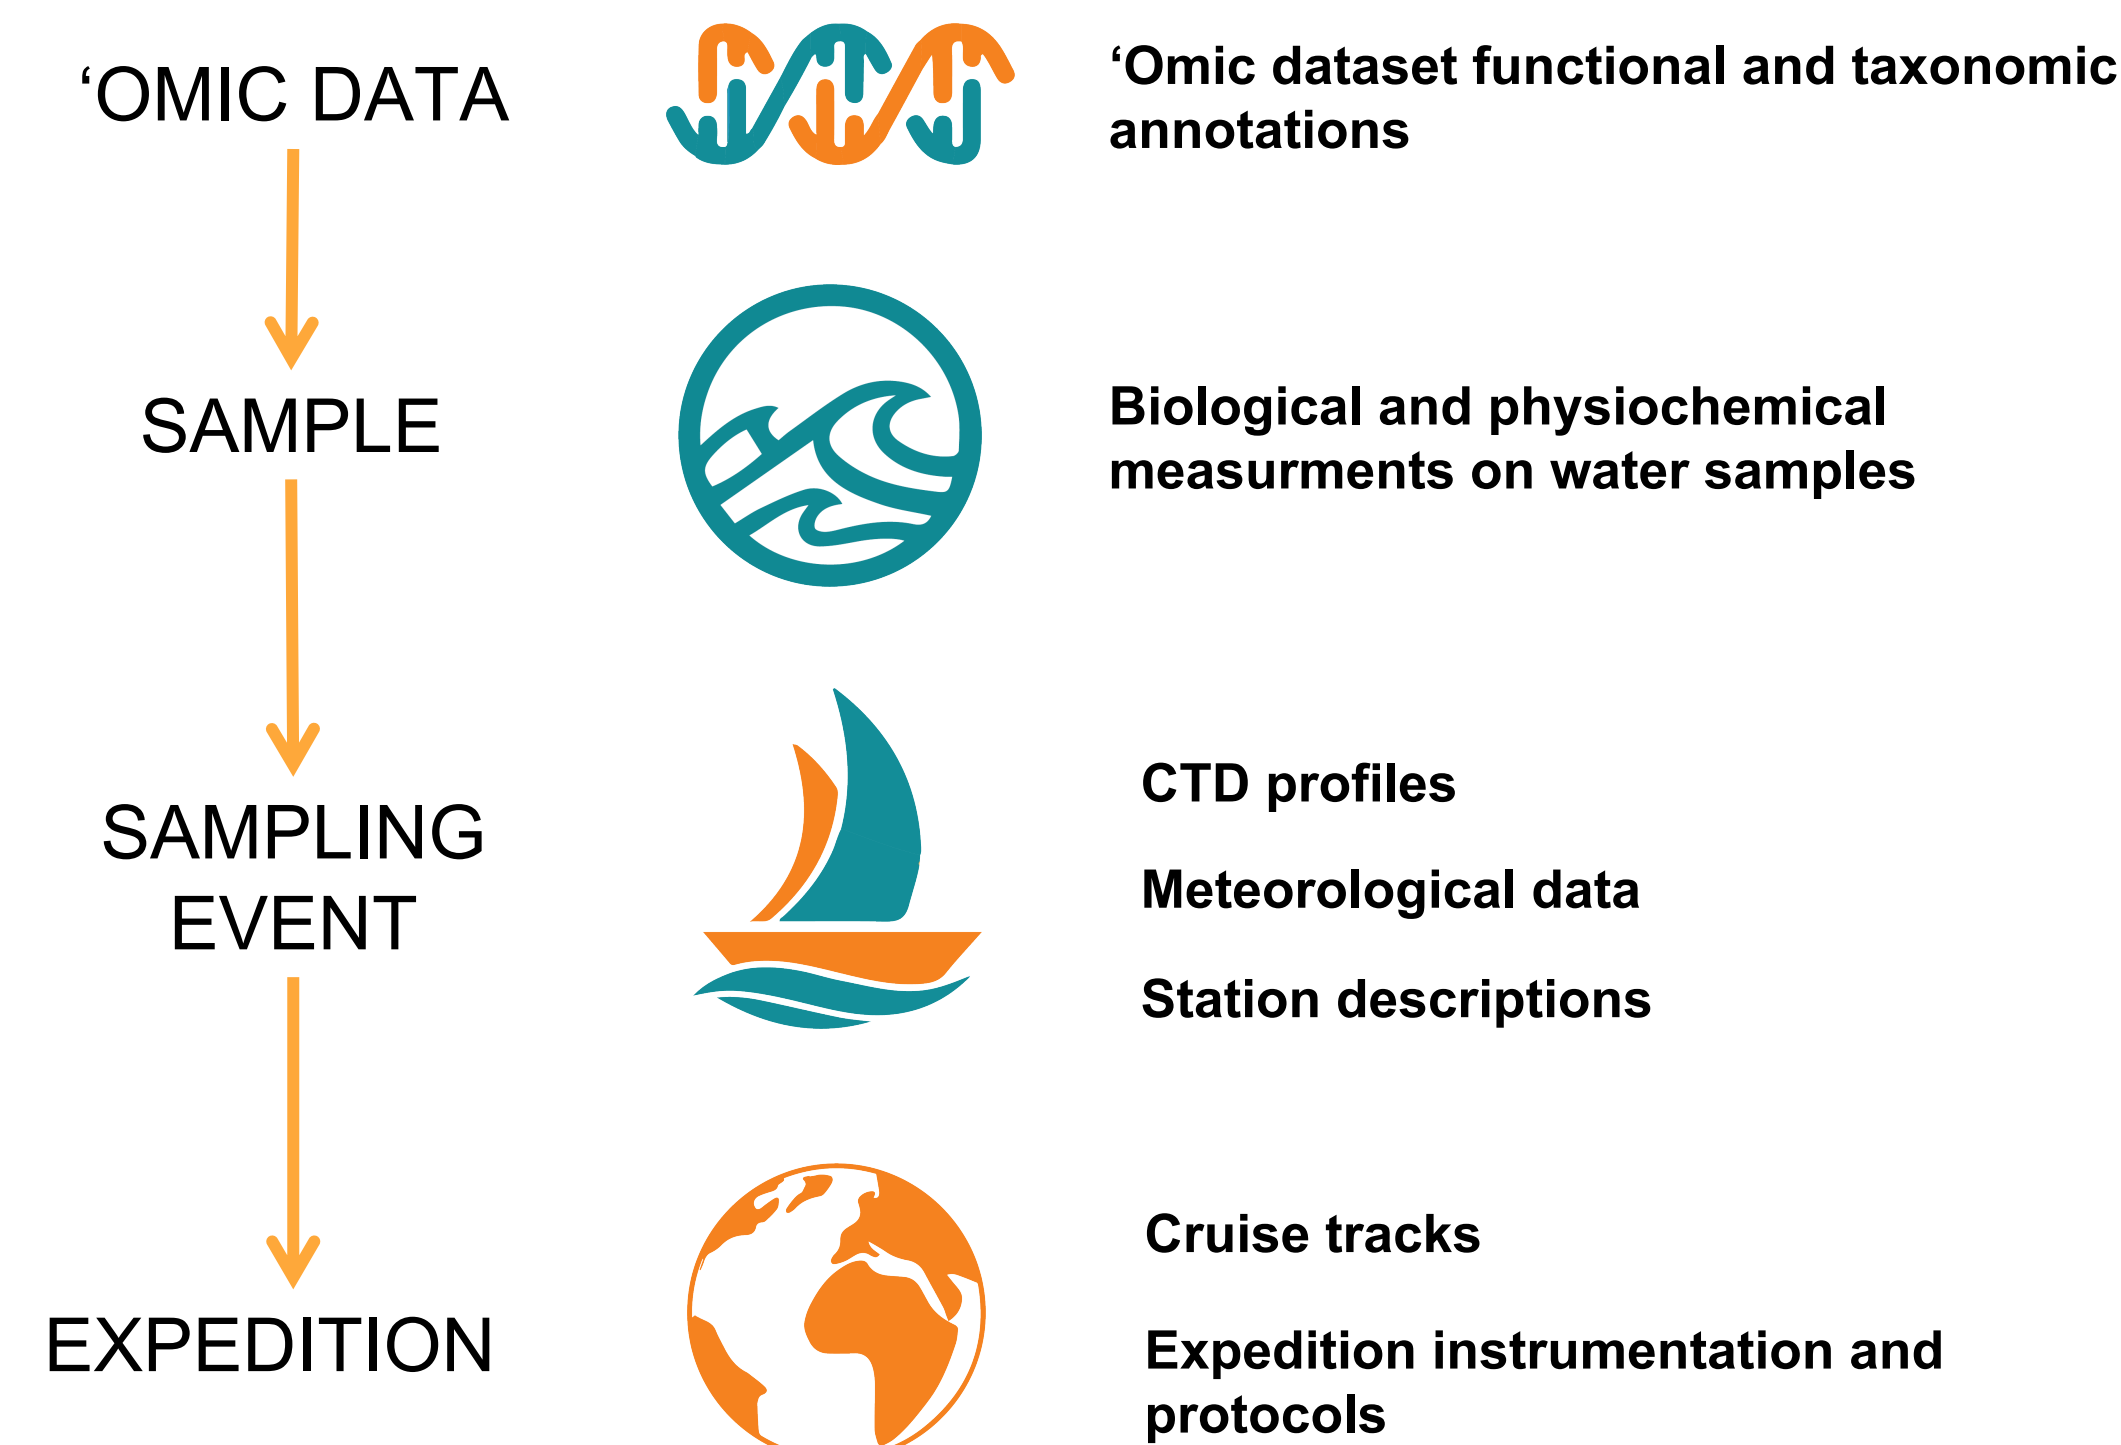 ‘OMIC DATA
‘Omic dataset functional and taxonomic
annotations
SAMPLE
Biological and physiochemical
measurments on water samples
SAMPLING
EVENT
CTD profiles
Meteorological data
Station descriptions
EXPEDITION
Cruise tracks
Expedition instrumentation and
protocols